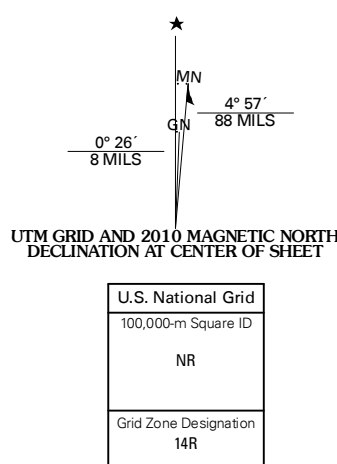 MN
4° 57´
GN
88 MILS
0° 26´
8 MILS
UTM GRID AND 2010 MAGNETIC NORTH
DECLINATION AT CENTER OF SHEET
U.S. National Grid
100,000-m Square ID
NR
Grid Zone Designation
14R